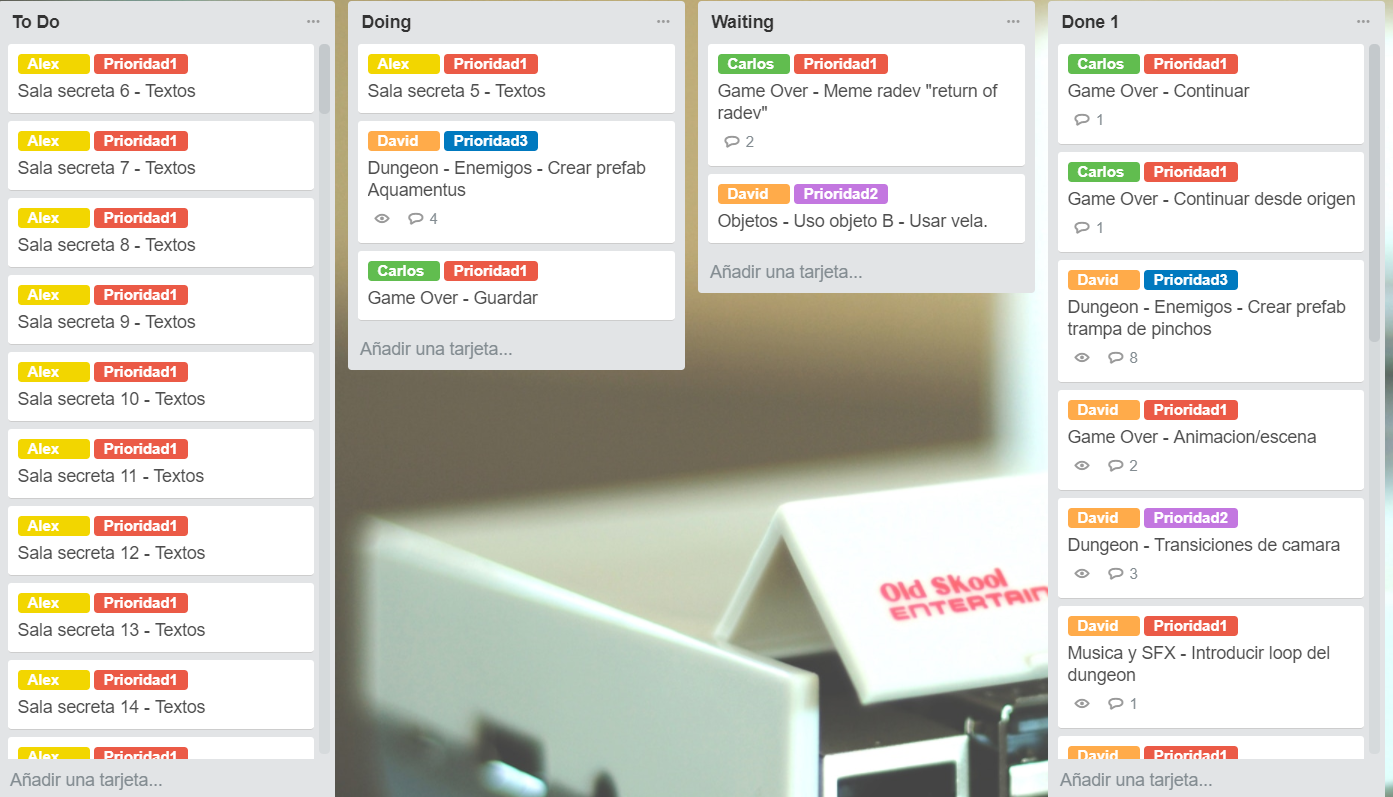 To Do
Alex Prioridad1
Sala secreta 6 - Textos
Alex Prioridad1
Sala secreta 7 - Textos
Alex Prioridad1
Sala secreta 8 - Textos
Alex Prioridad1
Sala secreta 9 - Textos
Alex Prioridad1
Sala secreta 10 - Textos
Alex Prioridad1
Sala secreta 11 - Textos
Alex Prioridad1
Sala secreta 12 - Textos
Alex Prioridad1
Sala secreta 13 - Textos
Alex Prioridad1
Sala secreta 14 - Textos
Alex Prioridad1
Añadir una tarjeta...
Doing
Alex Prioridad1
Sala secreta 5 - Textos
David Prioridad3
Dungeon - Enemigos - Crear prefab
Aquamentus
4
Carlos Prioridad1
Game Over - Guardar
Añadir una tarjeta...
Waiting
Carlos Prioridad1
Game Over - Meme radev "return of
radev"
2
David Prioridad2
Objetos - Uso objeto B - Usar vela.
Añadir una tarjeta...
Old Skool
ENTERTAIN
Done 1
Carlos Prioridad1
Game Over - Continuar
1
Carlos Prioridad1
Game Over - Continuar desde origen
1
David Prioridad3
Dungeon - Enemigos - Crear prefab
trampa de pinchos
8
David Prioridad1
Game Over - Animacion/escena
2
David Prioridad2
Dungeon - Transiciones de camara
3
David Prioridad1
Musica y SFX - Introducir loop del
dungeon
1
David Prioridad1
Añadir una tarjeta...